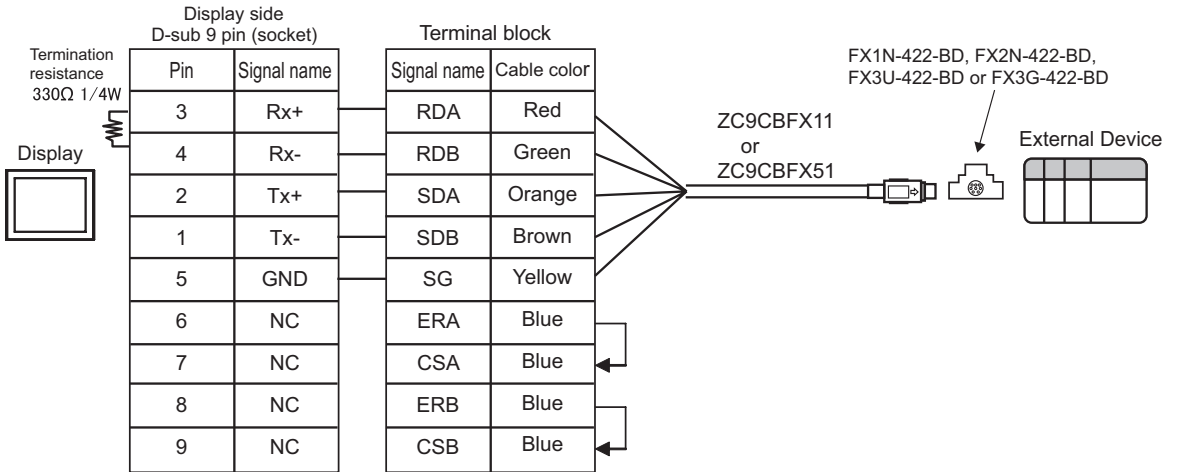 Display side
D-sub 9 pin (socket)
Terminal block
Termination
resistance
330Ω 1/4W
Display
Pin Signal name Signal name Cable color
3 Rx+ RDA Red
4 Rx- RDB Green
2 Tx+ SDA Orange
1 Tx- SDB Brown
5 GND SG Yellow
6 NC ERA Blue
7 NC CSA Blue
8 NC ERB Blue
9 NC CSB Blue
ZC9CBFX11
or
ZC9CBFX51
FX1N-422-BD, FX2N-422-BD,
FX3U-422-BD or FX3G-422-BD
External Device